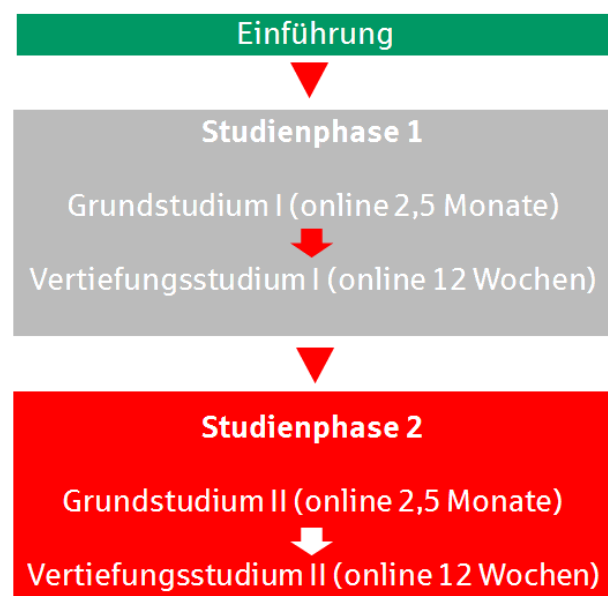 Einführung
Studienphase 1
Grundstudium I (online 2,5 Monate)
Vertiefungsstudium I (online 12 Wochen)
Studienphase 2
Grundstudium II (online 2,5 Monate)
Vertiefungsstudium II (online 12 Wochen)